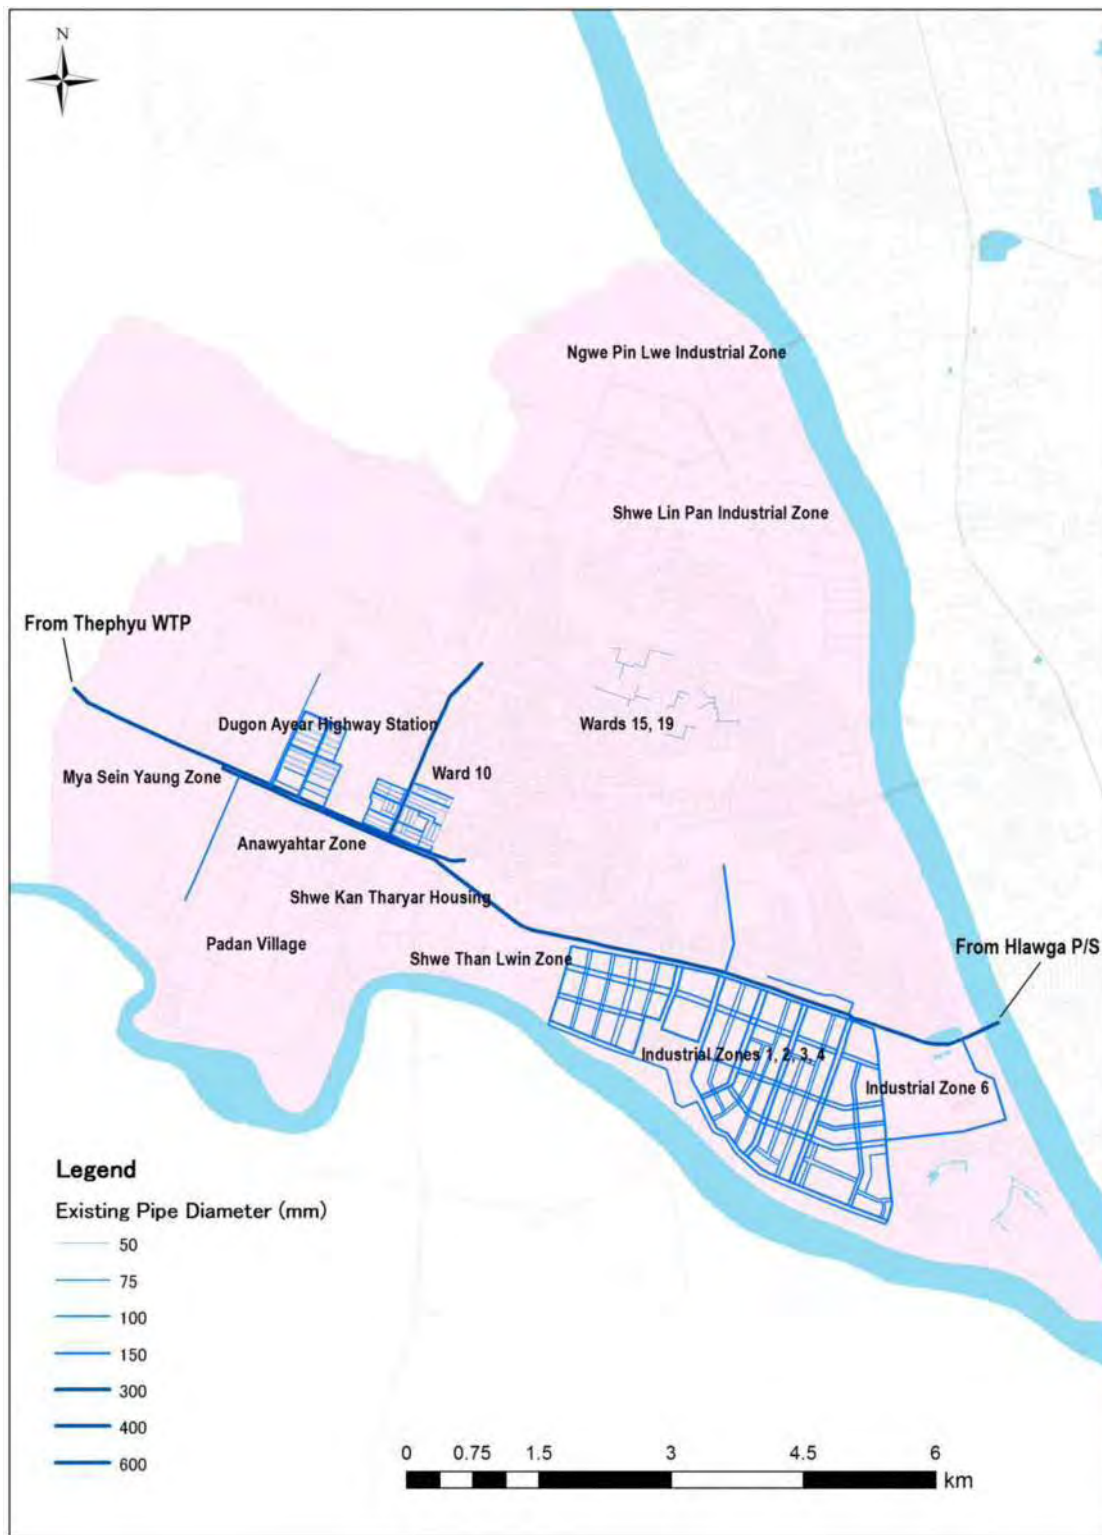 N
Ngwe Pin Lwe Industrial Zone
Shwe Lin Pan Industrial Zone
From Thephyu WTP
Dugon Ayear Highway Station
Wards 15, 19
Mya Sein Yaung Zone
Ward 10
Anawyahtar Zone
Shwe Kan Tharyar Housing
Padan Village
Shwe Than Lwin Zone
From Hlawga P/S
Industrial Zones 1, 2, 3, 4
Industrial Zone 6
Legend
Existing Pipe Diameter (mm)
50
75
100
150
300
400
600
0 0.75 1.5 3 4.5 6
km